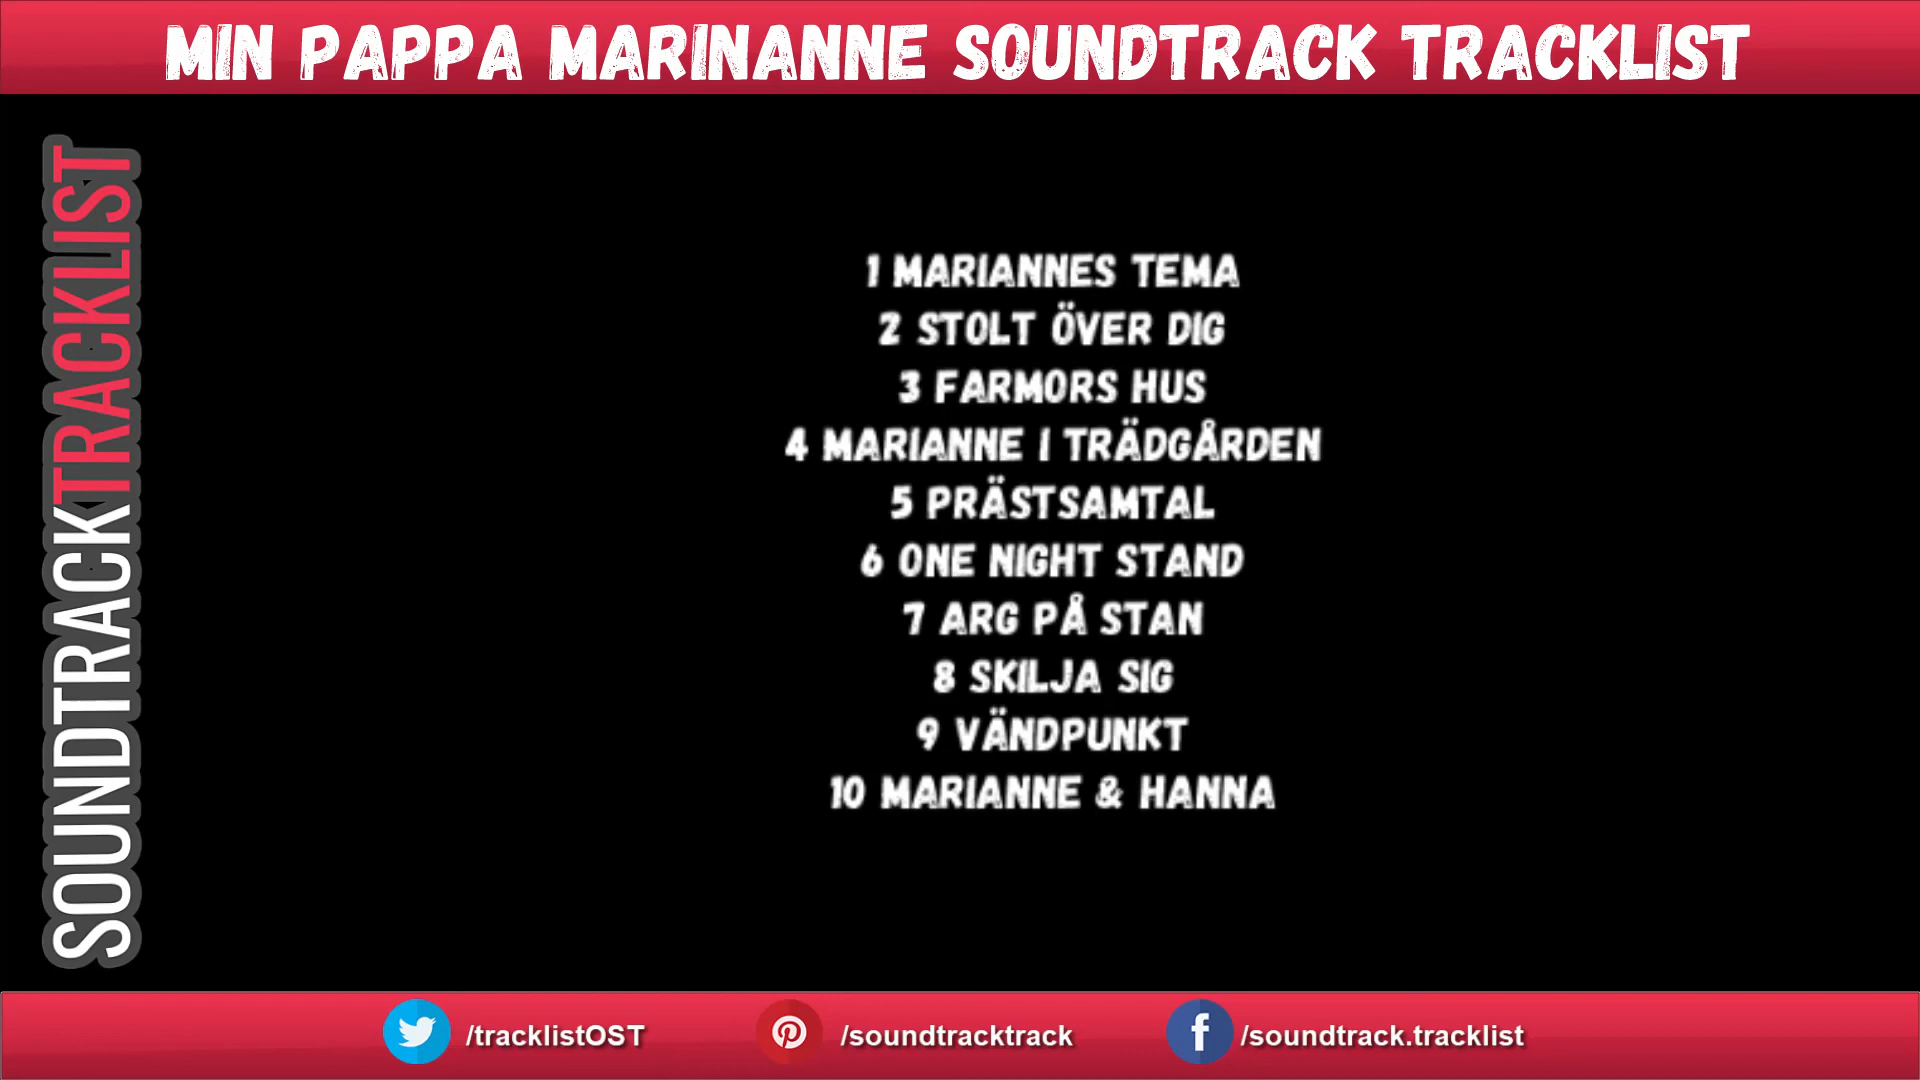 MIN PAPPA MARINANNE SOUNDTRACK TRACKLIST
SOUNDTRACKTRACKLIST
1 MARIANNES TEMA
2 STOLT ÖVER DIG
3 FARMORS HUS
4 MARIANNE I TRÄDGÅRDEN
5 PRÄSTSAMTAL
6 ONE NIGHT STAND
7 ARG PÅ STAN
8 SKILJA SIG
9 VÄNDPUNKT
10 MARIANNE & HANNA
/tracklistOST /soundtracktrack /soundtrack.tracklist